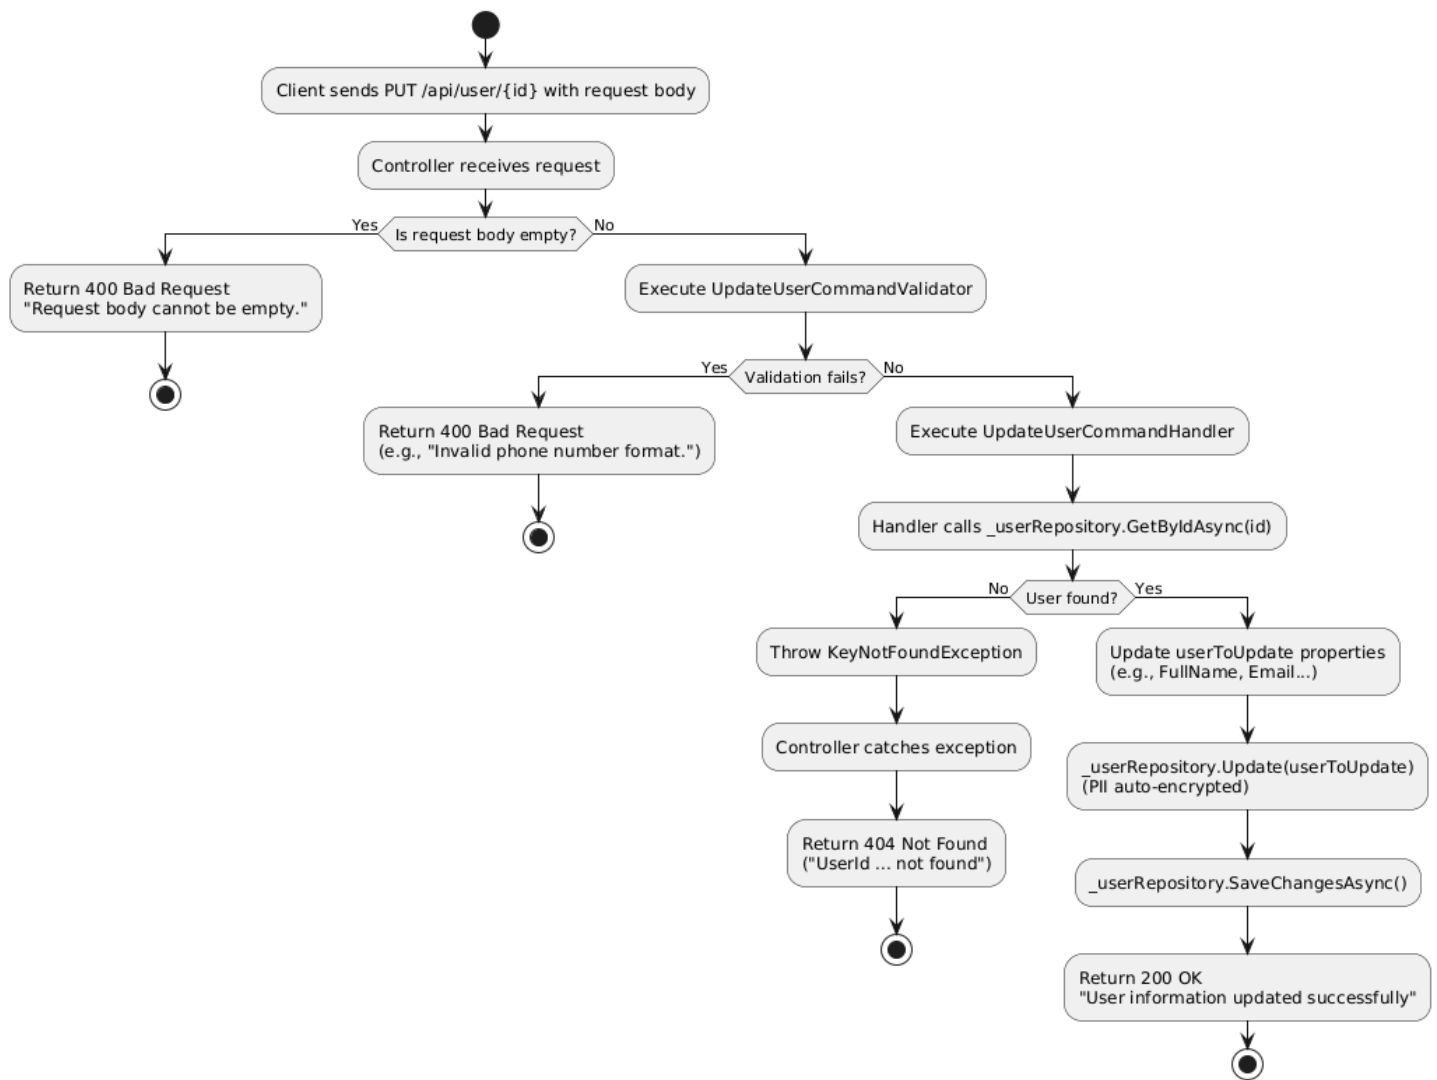 Client sends PUT /api/user/{id} with request body
Controller receives request
Yes
Is request body empty?
No
Return 400 Bad Request
"Request body cannot be empty."
Execute UpdateUserCommandValidator
Yes
Validation fails?
No
Return 400 Bad Request
(e.g., "Invalid phone number format.")
Execute UpdateUserCommandHandler
Handler calls _userRepository.GetByIdAsync(id)
No
User found?
Yes
Throw KeyNotFoundException
Controller catches exception
Return 404 Not Found
("UserId ... not found")
Update userToUpdate properties
(e.g., FullName, Email...)
_userRepository.Update(userToUpdate)
(PII auto-encrypted)
_userRepository.SaveChangesAsync()
Return 200 OK
"User information updated successfully"